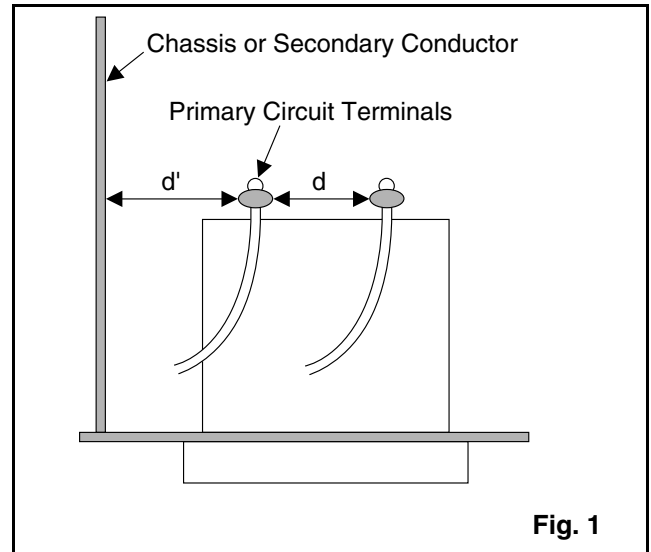 Chassis or Secondary Conductor
Primary Circuit Terminals
d'
d
Fig. 1